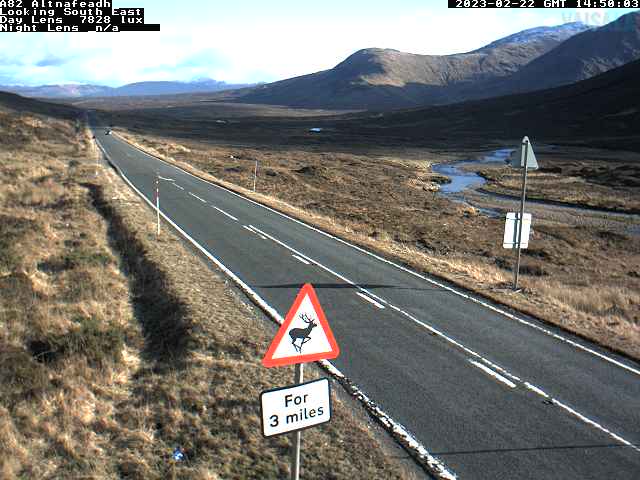 A82 Altnafeadh
Looking South East
Day Lens 7828 lux
Night Lens n/a
2023-02-22 GMT 14:50:03
VAISALA
For
3 miles